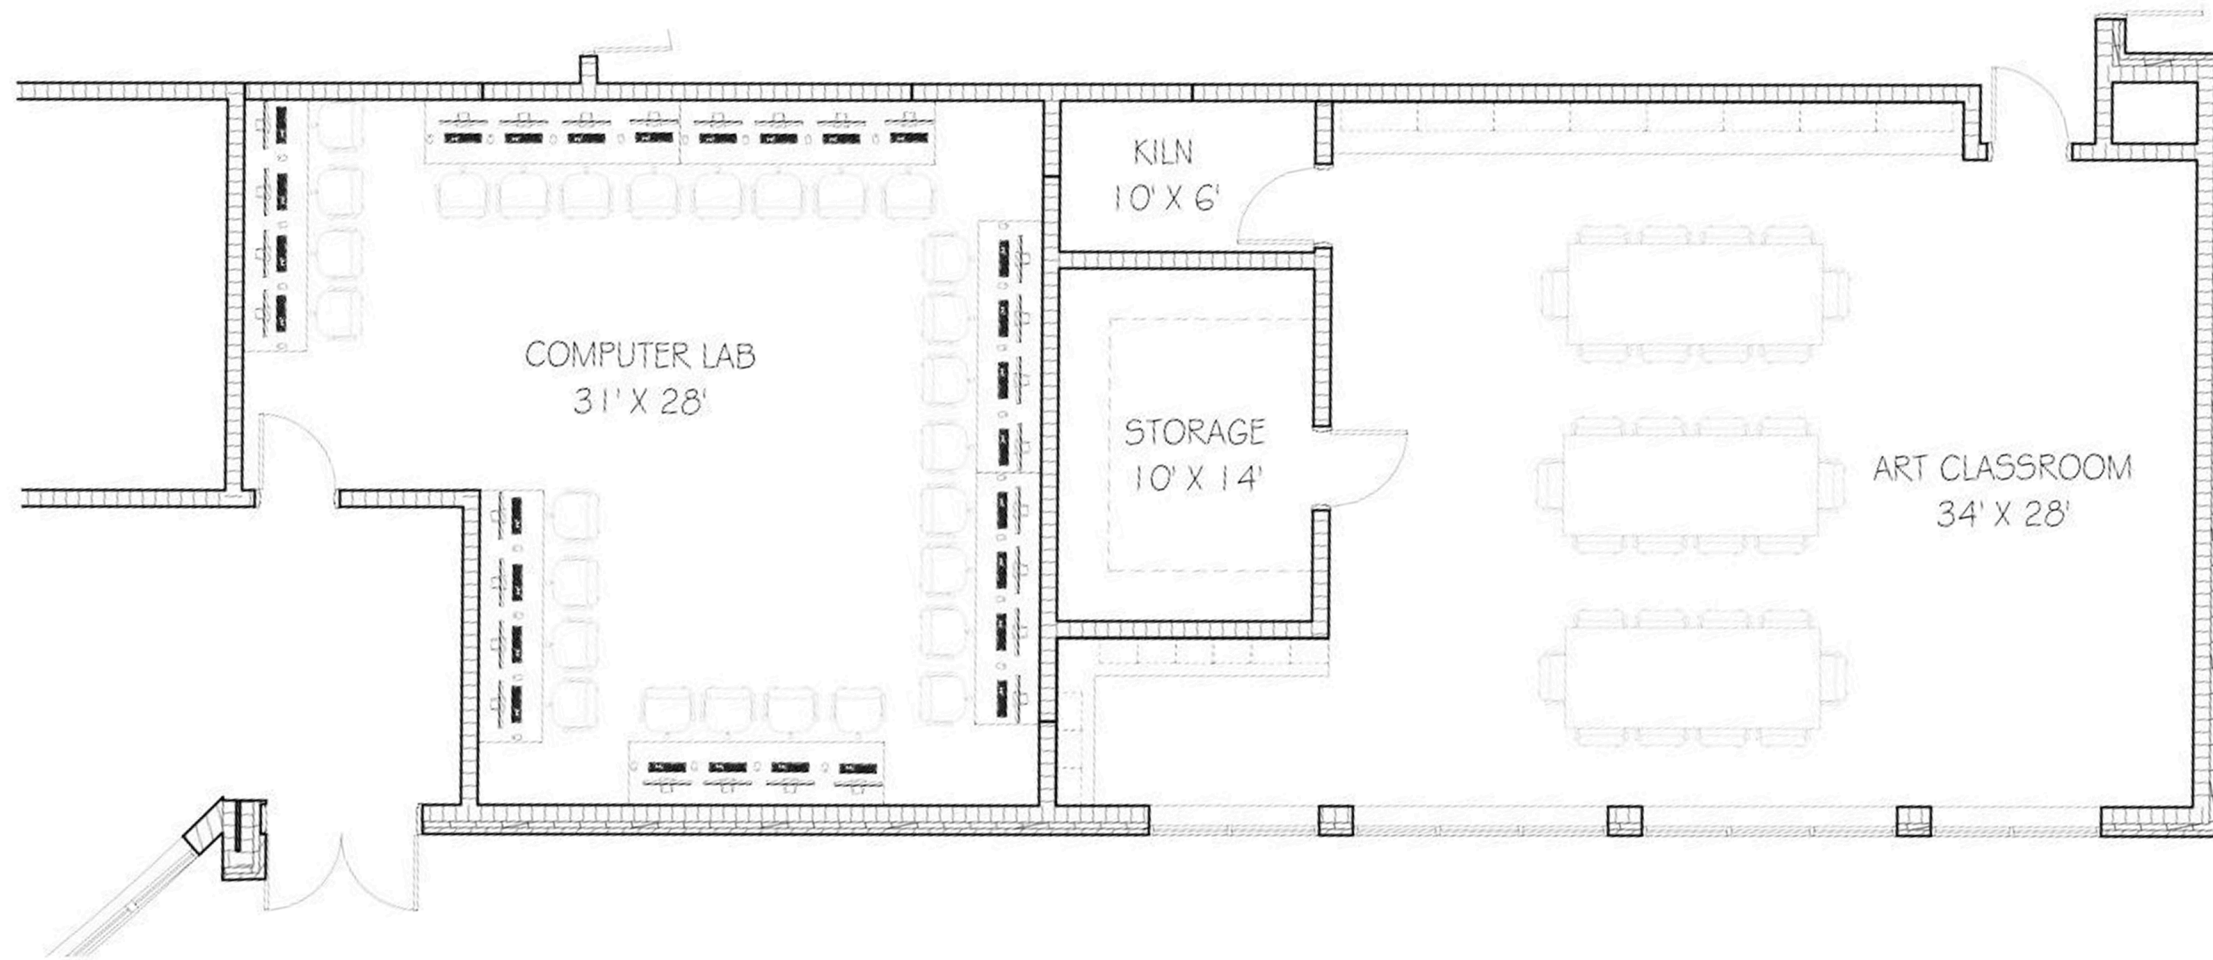 COMPUTER LAB
31' X 28'
KILN
10' X 6'
STORAGE
10' X 14'
ART CLASSROOM
34' X 28'